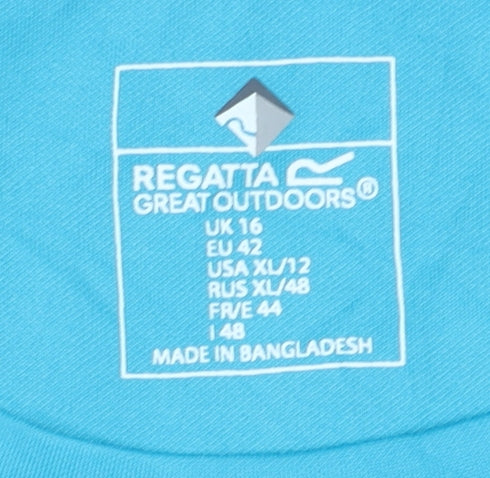 REGATTA
GREAT OUTDOORS®
UK 16
EU 42
USA XL/12
RUS XL/48
FR/E 44
I 48
MADE IN BANGLADESH